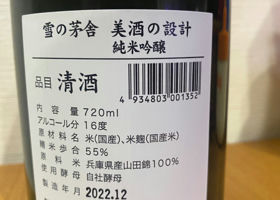 雪の茅舎 美酒の設計
純米吟醸
品目 清酒
4 934803 001352
内容量 720ml
アルコール分 16度
原材料名 米(国産)、米麹(国産米)
精米歩合 55%
原料米 兵庫県産山田錦100%
使用酵母 自社酵母
製造年月 2022.12